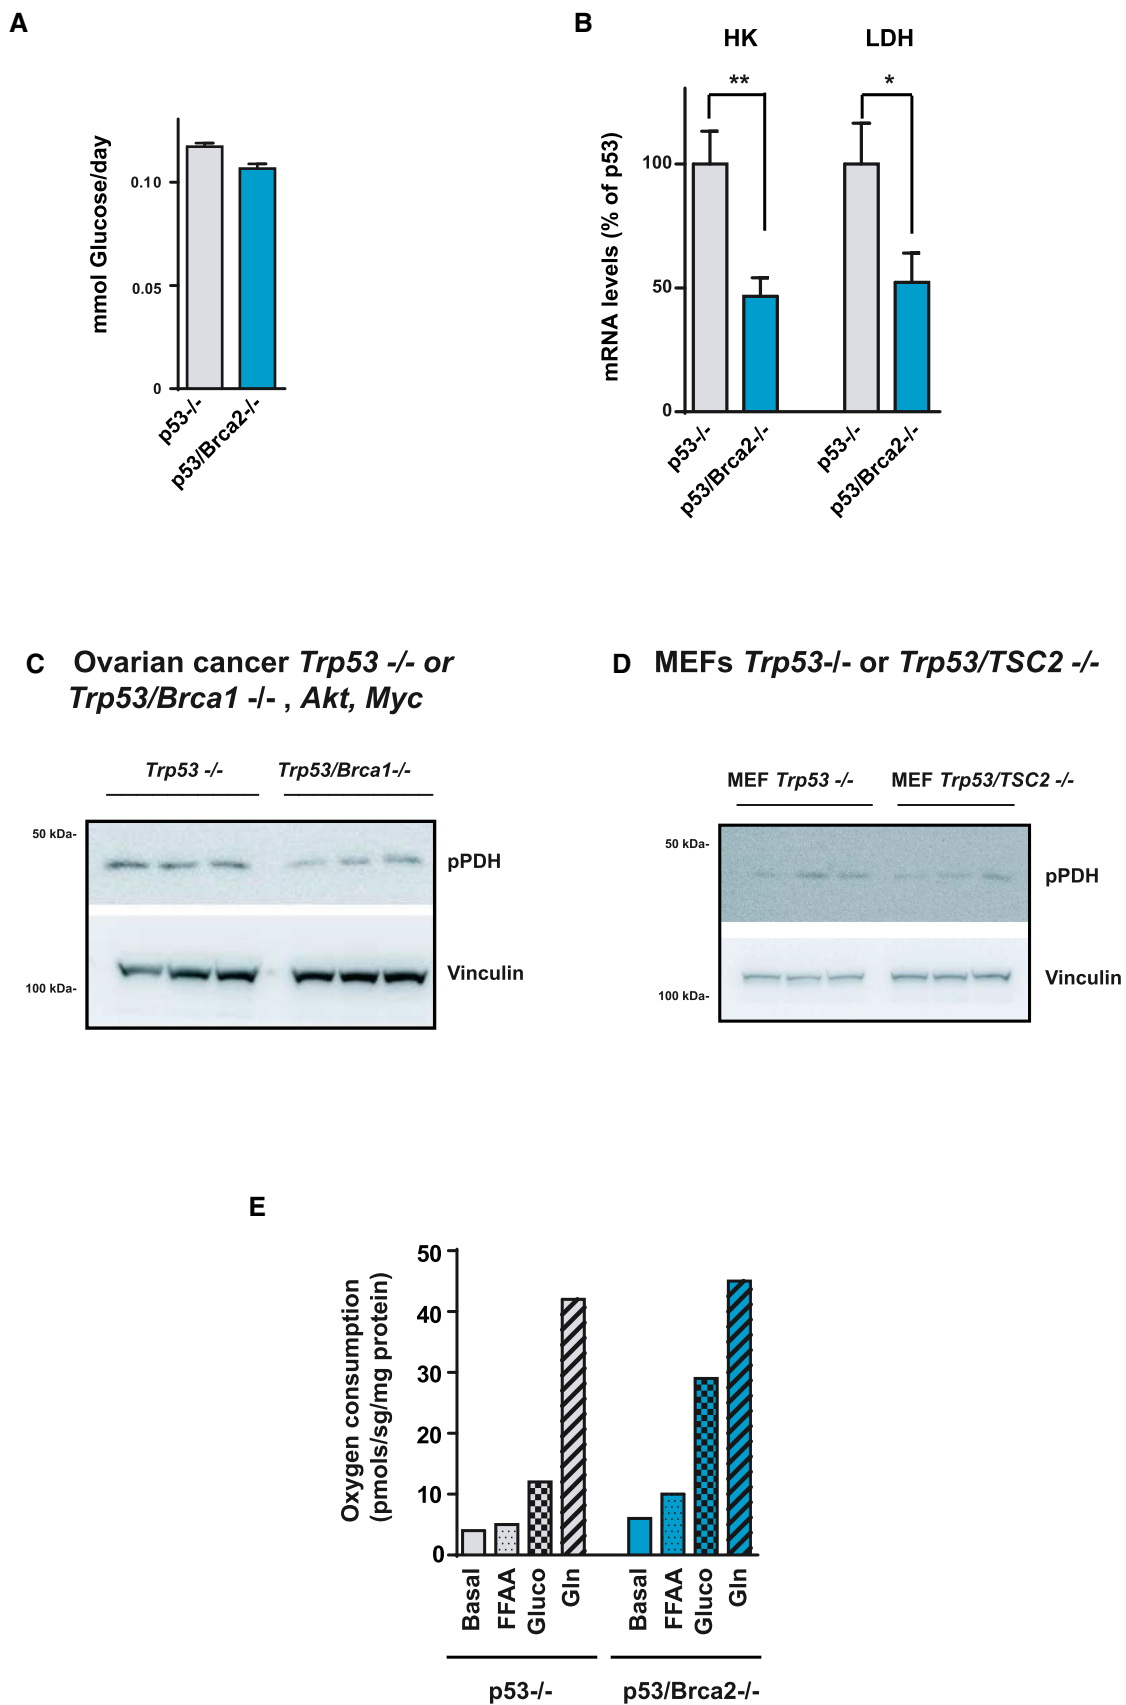 A
mmol Glucose/day
0.10
0.05
0
p53-/-
p53/Brca2-/-
B
HK
LDH
**
*
mRNA levels (% of p53)
100
50
0
p53-/-
p53/Brca2-/-
p53-/-
p53/Brca2-/-
C Ovarian cancer Trp53 -/- or
Trp53/Brca1 -/- , Akt, Myc
Trp53 -/-
Trp53/Brca1-/-
50 kDa-
pPDH
Vinculin
100 kDa-
D MEFs Trp53-/- or Trp53/TSC2 -/-
MEF Trp53 -/-
MEF Trp53/TSC2 -/-
50 kDa-
pPDH
Vinculin
100 kDa-
E
Oxygen consumption
(pmols/sg/mg protein)
50
40
30
20
10
0
Basal
FFAA
Gluco
Gln
Basal
FFAA
Gluco
Gln
p53-/-
p53/Brca2-/-